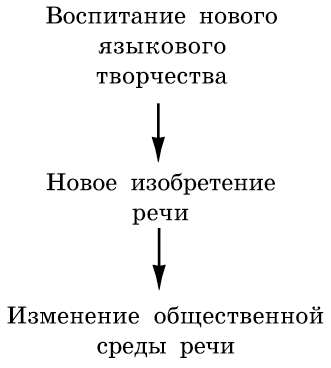 Воспитание нового
языкового
творчества
Новое изобретение
речи
Изменение общественной
среды речи